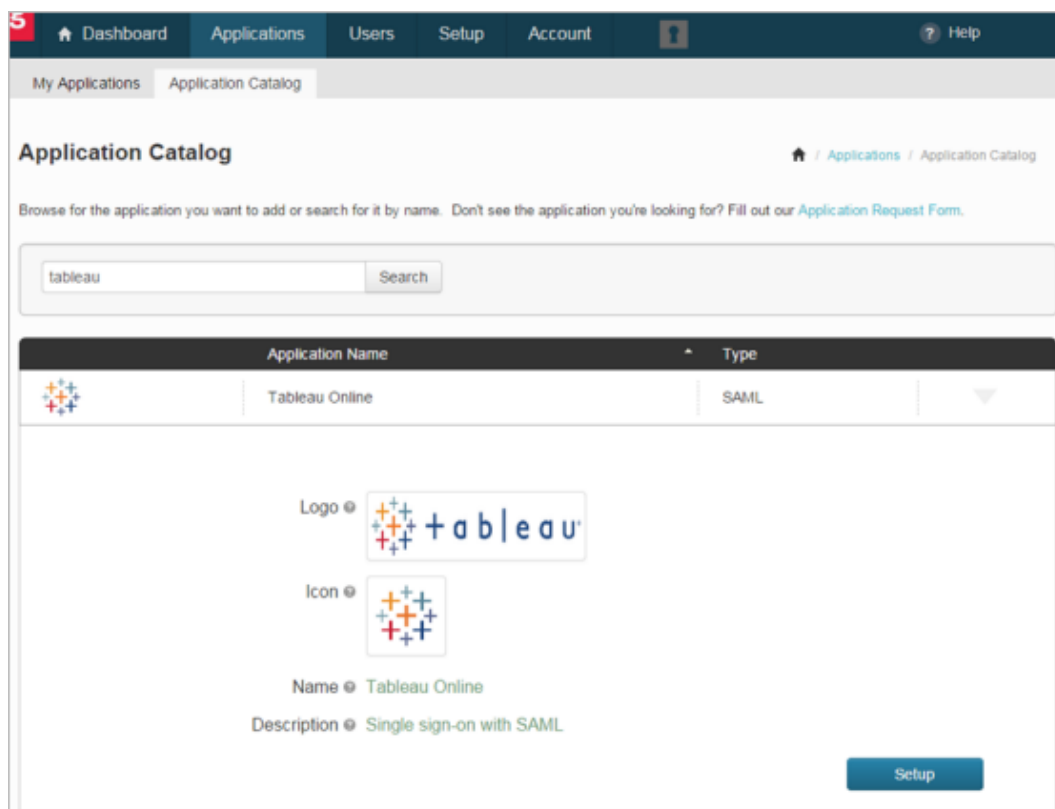 5
Dashboard Applications Users Setup Account ? Help
My Applications Application Catalog
Application Catalog
/ Applications / Application Catalog
Browse for the application you want to add or search for it by name. Don't see the application you're looking for? Fill out our Application Request Form.
tableau Search
Application Name Type
Tableau Online SAML
Logo ?
+ a b l e a u
Icon ?
Name ? Tableau Online
Description ? Single sign-on with SAML
Setup